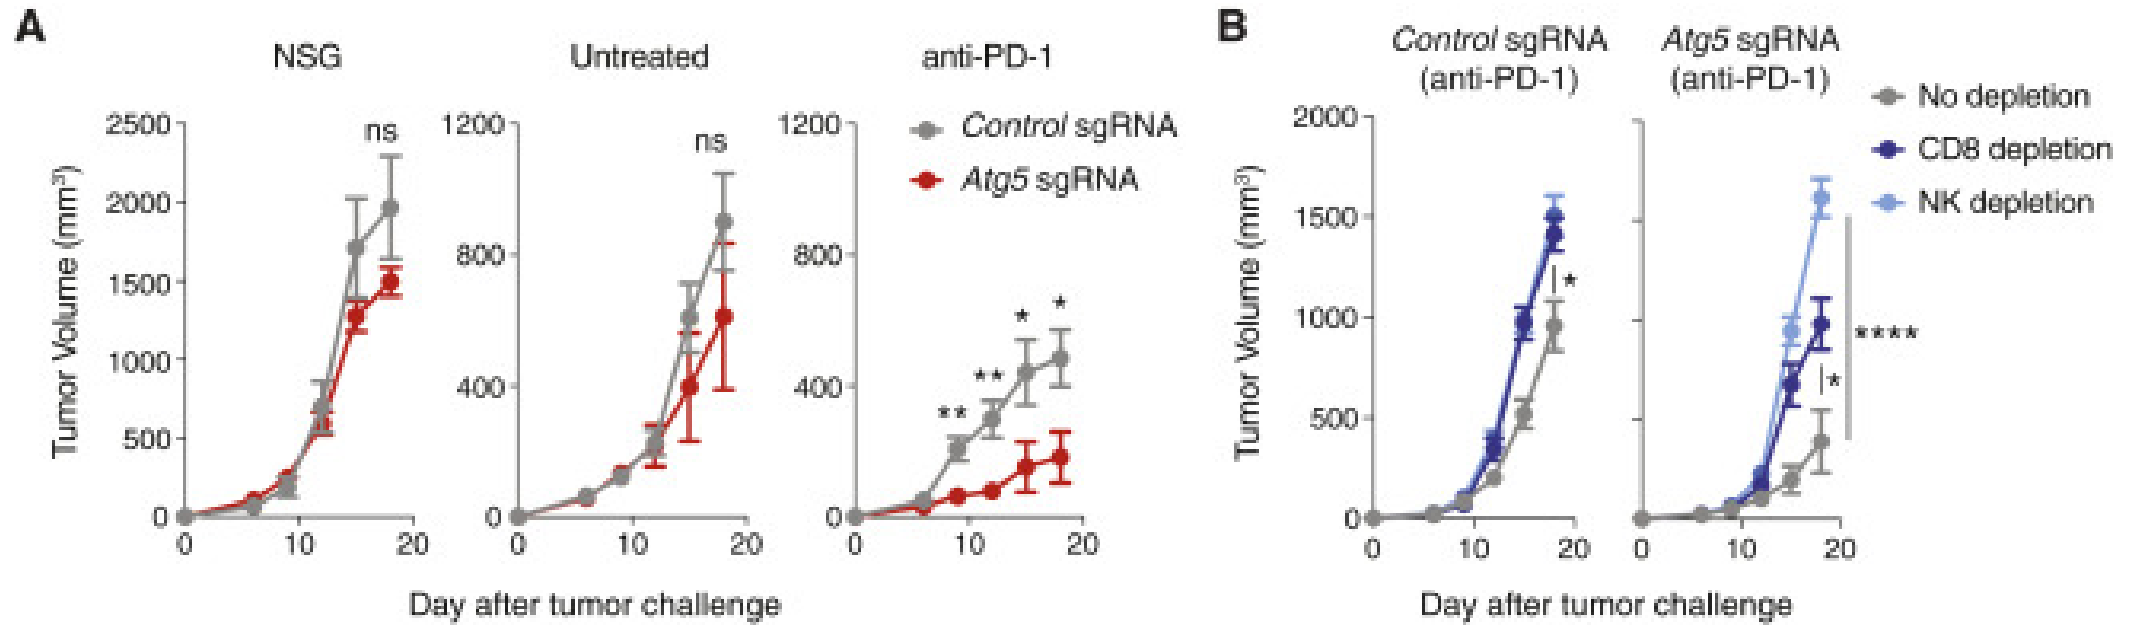 A
NSG
Untreated
anti-PD-1
Tumor Volume (mm³)
2500
2000
1500
1000
500
0
0
10
20
ns
1200
800
400
0
0
10
20
ns
1200
800
400
0
0
10
20
**
**
*
*
Control sgRNA
Atg5 sgRNA
Day after tumor challenge
B
Control sgRNA
(anti-PD-1)
Atg5 sgRNA
(anti-PD-1)
Tumor Volume (mm³)
2000
1500
1000
500
0
0
10
20
*
0
10
20
*
****
No depletion
CD8 depletion
NK depletion
Day after tumor challenge